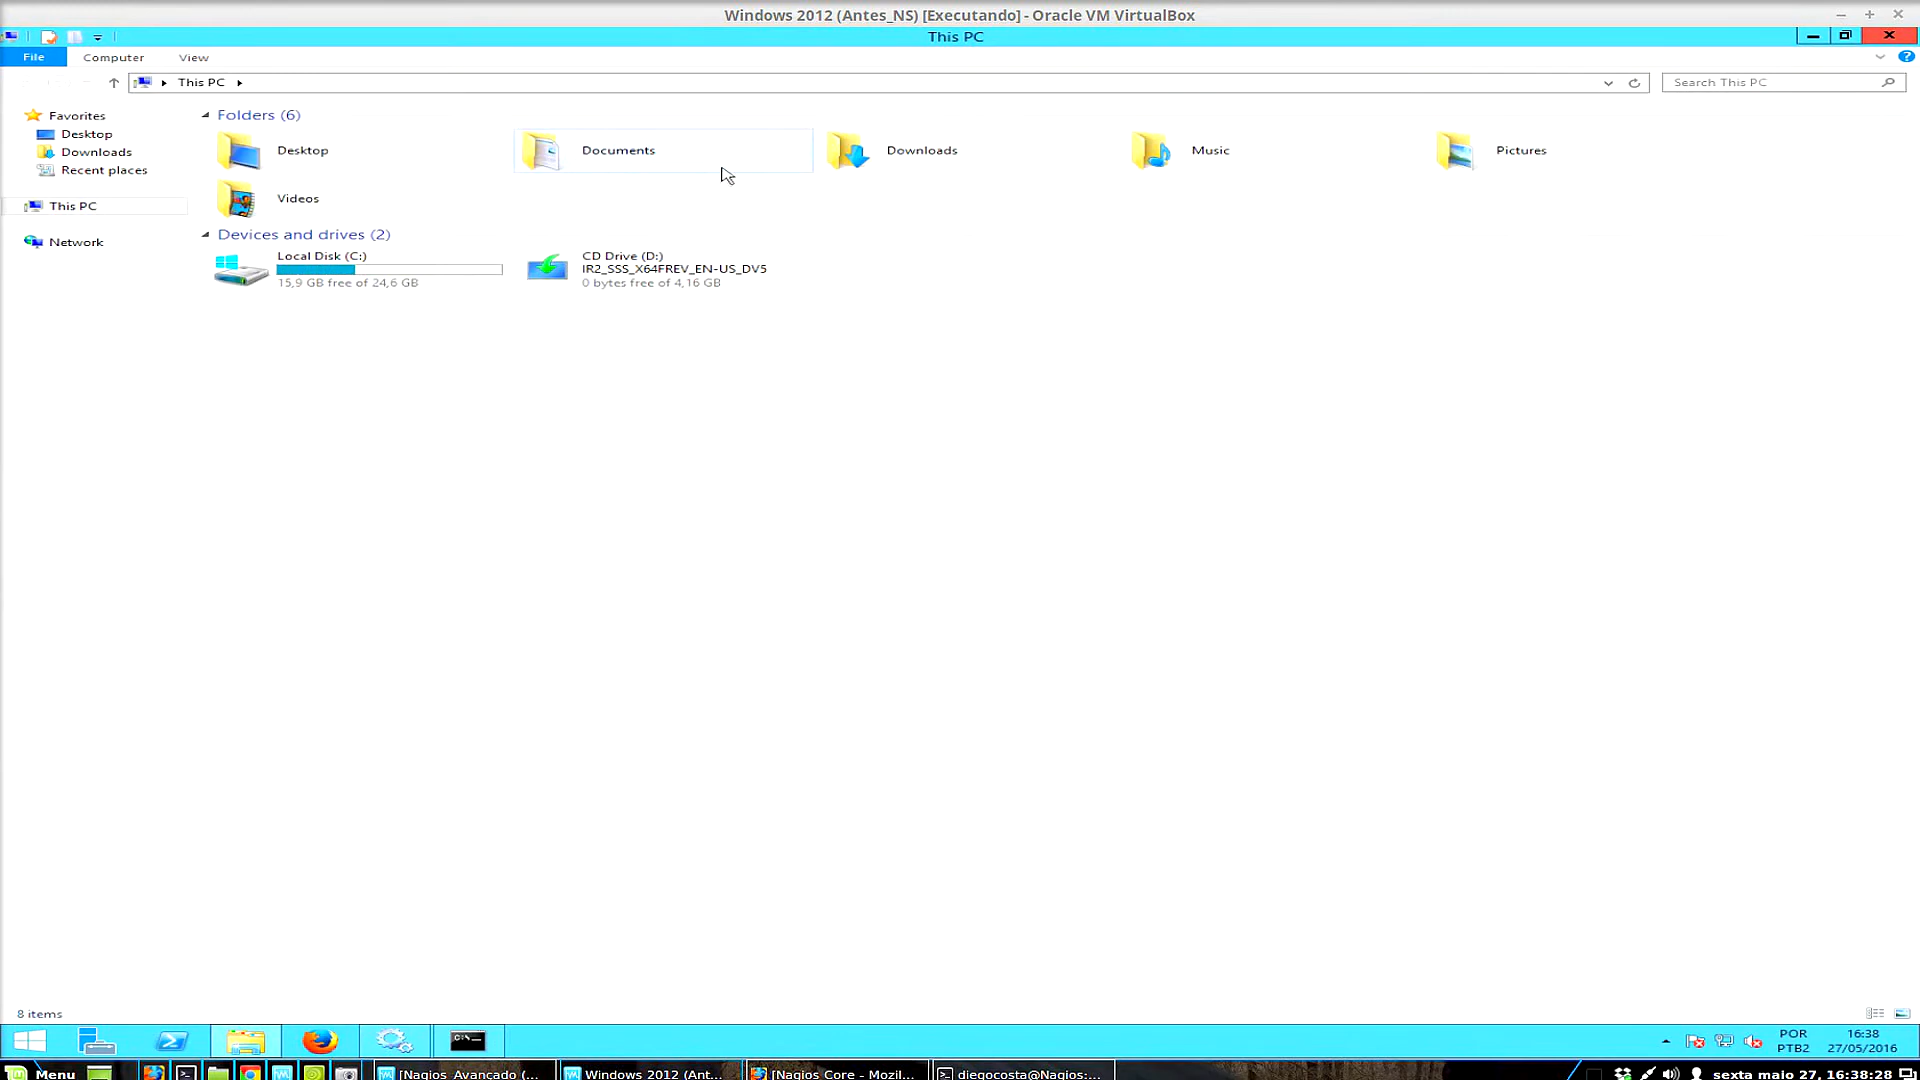 Windows 2012 (Antes_NS) [Executando] - Oracle VM VirtualBox
This PC
File Computer View
This PC
Search This PC
Favorites
Desktop
Downloads
Recent places
This PC
Network
Folders (6)
Desktop
Documents
Downloads
Music
Pictures
Videos
Devices and drives (2)
Local Disk (C:)
15,9 GB free of 24,6 GB
CD Drive (D:)
IR2_SSS_X64FREV_EN-US_DV5
0 bytes free of 4,16 GB
8 items
POR
PTB2
16:38
27/05/2016
Menu
[Nagios_Avançado (...
Windows 2012 (Ant...
[Nagios Core - Mozil...
diegocosta@Nagios:...
sexta maio 27, 16:38:28